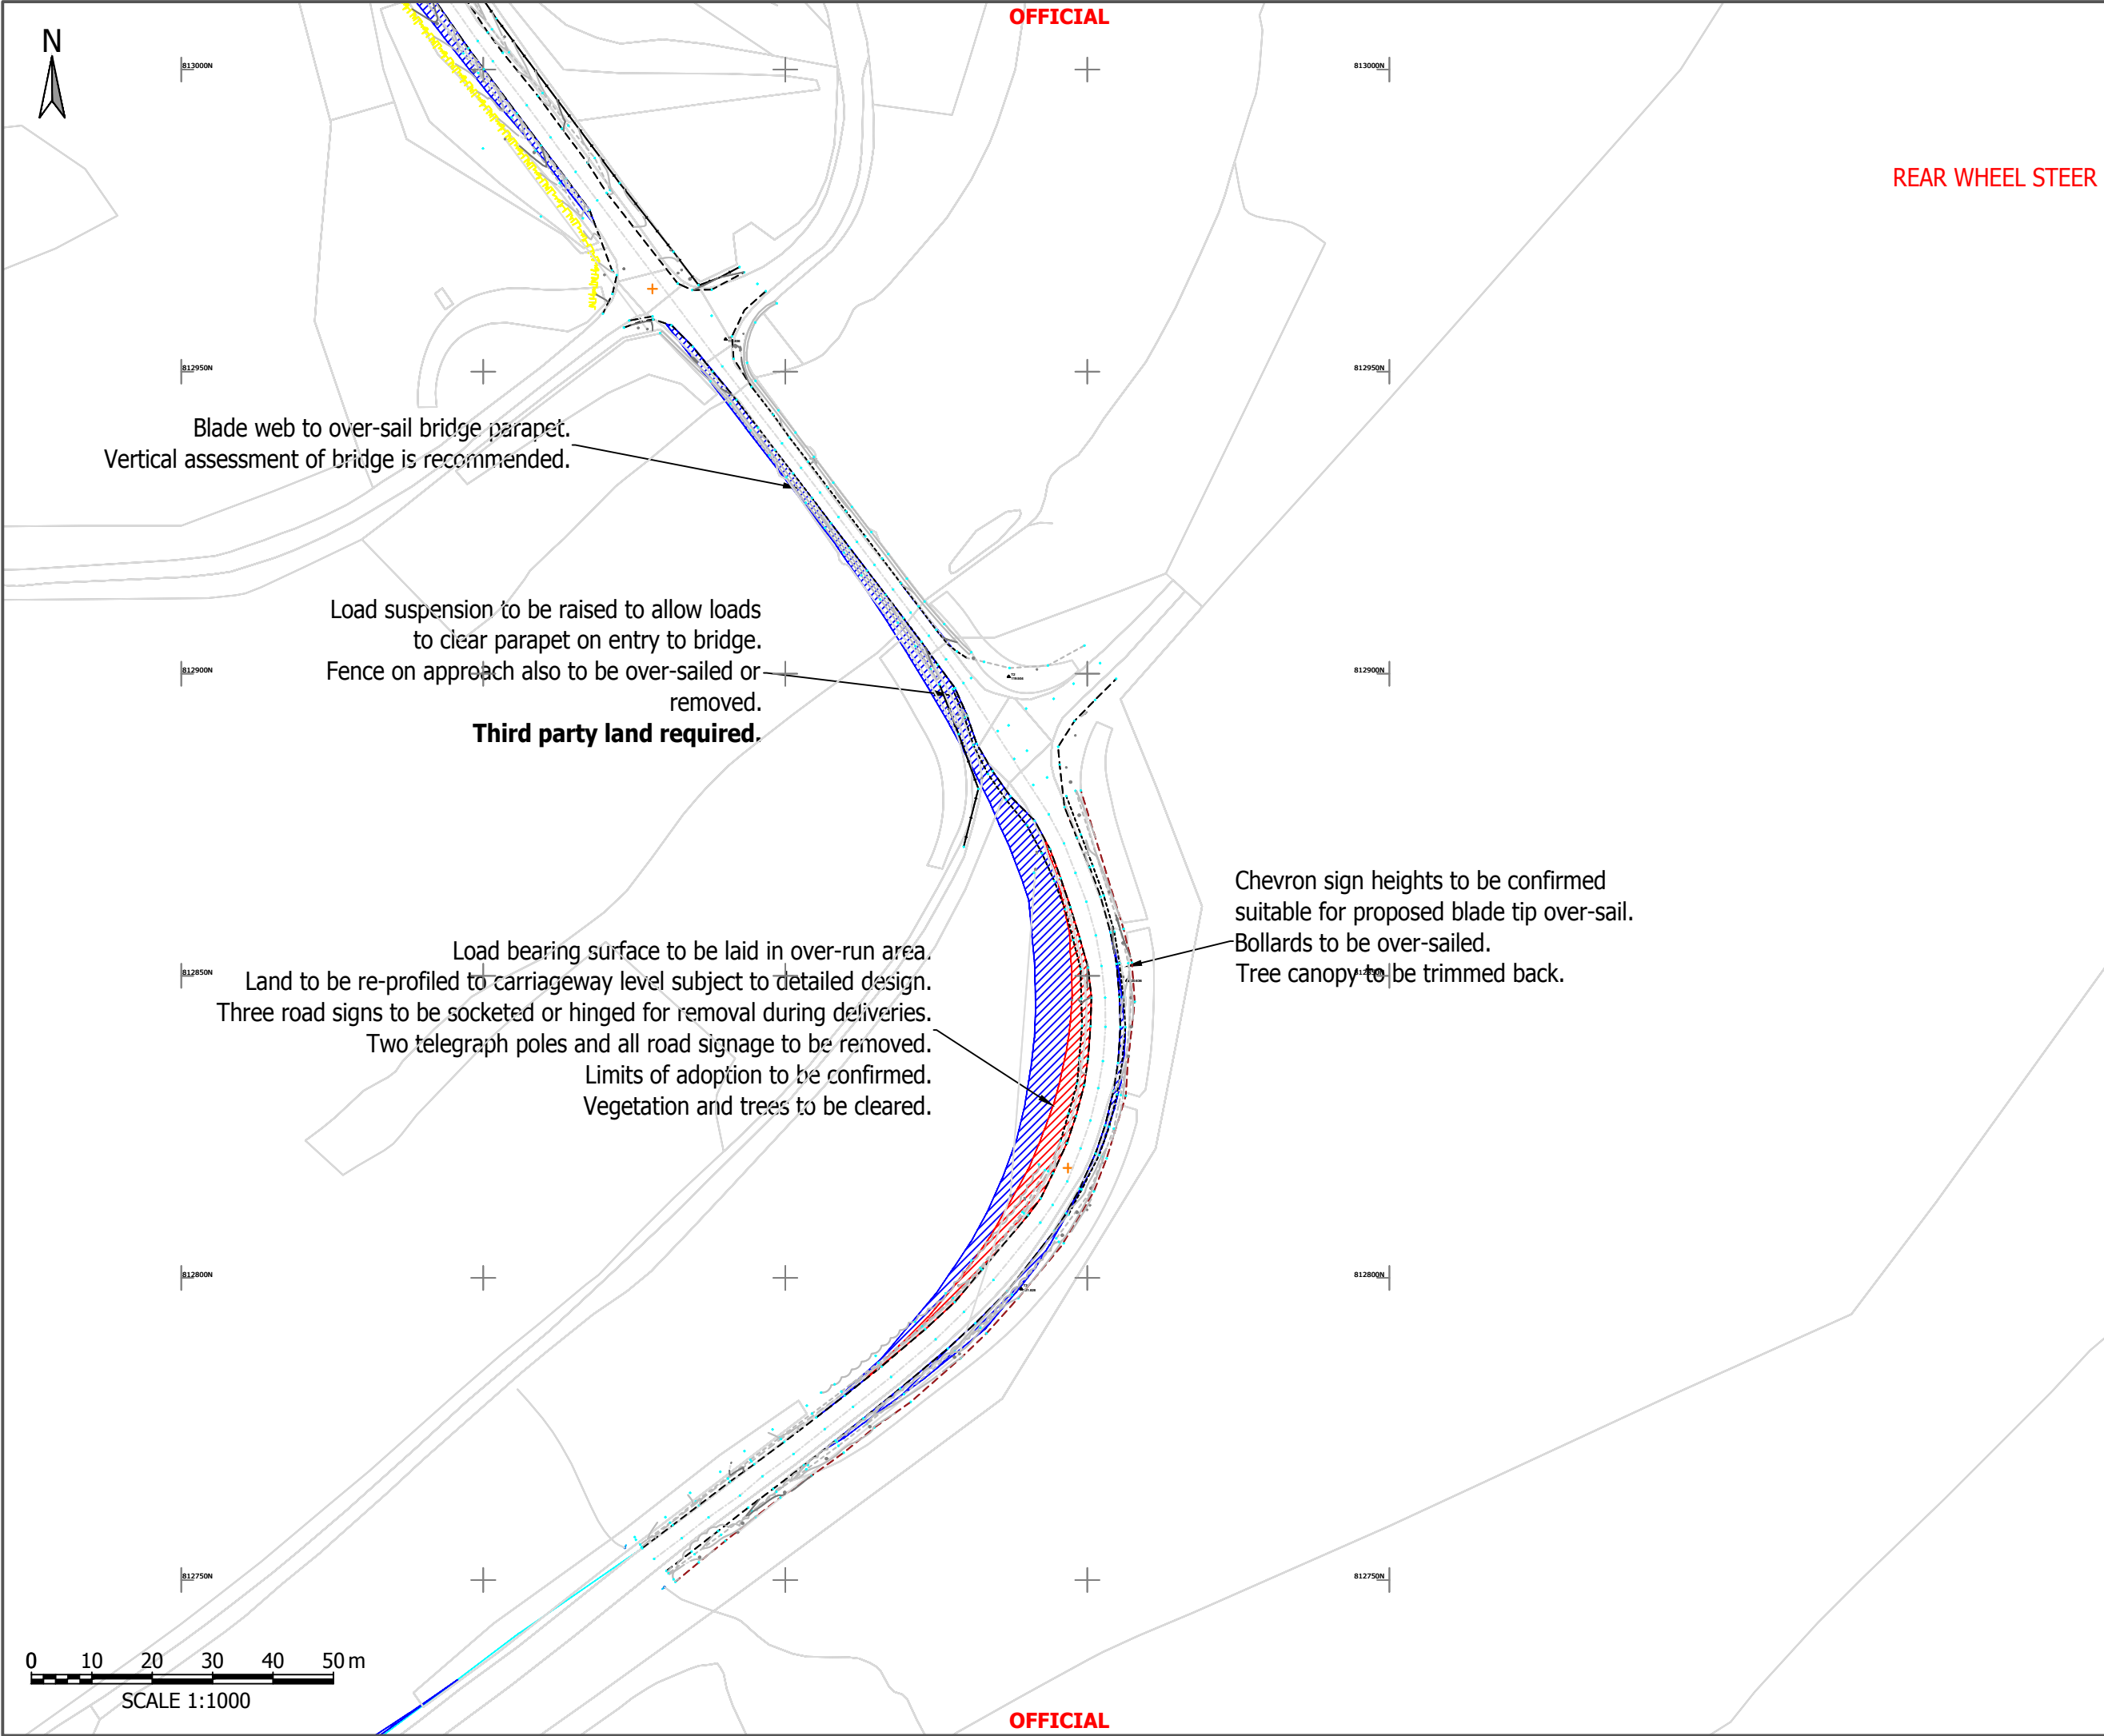 OFFICIAL
N
813000N
813000N
REAR WHEEL STEER
812950N
812950N
Blade web to over-sail bridge parapet.
Vertical assessment of bridge is recommended.
Load suspension to be raised to allow loads
to clear parapet on entry to bridge.
Fence on approach also to be over-sailed or
removed.
Third party land required.
812900N
812900N
Chevron sign heights to be confirmed
suitable for proposed blade tip over-sail.
Bollards to be over-sailed.
Tree canopy to be trimmed back.
Load bearing surface to be laid in over-run area.
Land to be re-profiled to carriageway level subject to detailed design.
Three road signs to be socketed or hinged for removal during deliveries.
Two telegraph poles and all road signage to be removed.
Limits of adoption to be confirmed.
Vegetation and trees to be cleared.
812850N
812800N
812800N
812750N
812750N
0 10 20 30 40 50 m
SCALE 1:1000
OFFICIAL